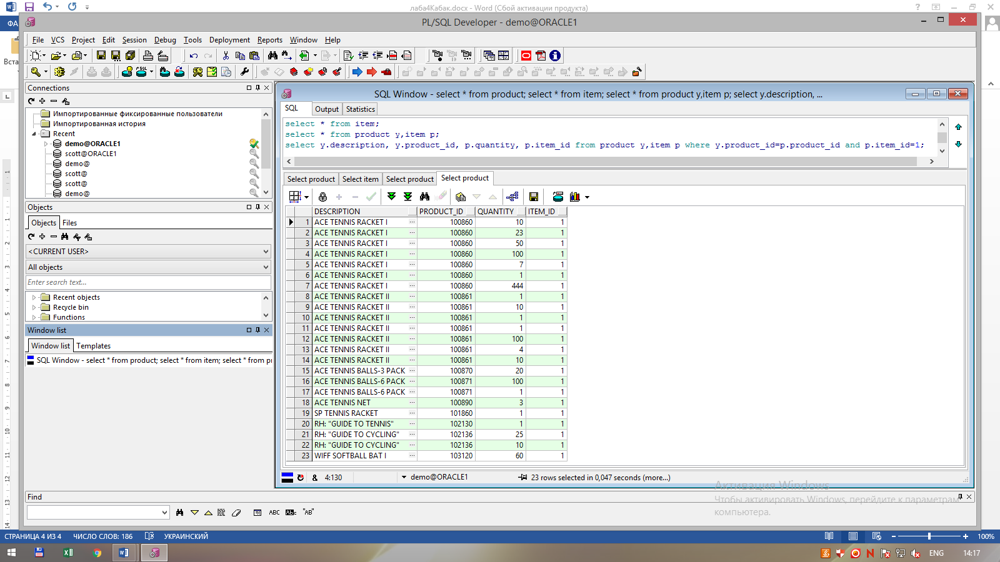 лаба4Кабак.docx - Word (Сбой активации продукта)
ФА
PL/SQL Developer - demo@ORACLE1
File VCS Project Edit Session Debug Tools Deployment Reports Window Help
Вста
Connections
Импортированные фиксированные пользователи
Импортированная история
Recent
demo@ORACLE1
scott@ORACLE1
demo@
scott@
scott@
demo@
Objects
Objects Files
<CURRENT USER>
All objects
Enter search text...
Recent objects
Recycle bin
Functions
Window list
Window list Templates
SQL Window - select * from product; select * from item; select * from pr
SQL Window - select * from product; select * from item; select * from product y,item p; select y.description, ...
SQL Output Statistics
select * from item;
select * from product y,item p;
select y.description, y.product_id, p.quantity, p.item_id from product y,item p where y.product_id=p.product_id and p.item_id=1;
Select product Select item Select product Select product
DESCRIPTION PRODUCT_ID QUANTITY ITEM_ID
1 ACE TENNIS RACKET I ... 100860 10 1
2 ACE TENNIS RACKET I ... 100860 23 1
3 ACE TENNIS RACKET I ... 100860 50 1
4 ACE TENNIS RACKET I ... 100860 100 1
5 ACE TENNIS RACKET I ... 100860 7 1
6 ACE TENNIS RACKET I ... 100860 1 1
7 ACE TENNIS RACKET I ... 100860 444 1
8 ACE TENNIS RACKET II ... 100861 1 1
9 ACE TENNIS RACKET II ... 100861 10 1
10 ACE TENNIS RACKET II ... 100861 1 1
11 ACE TENNIS RACKET II ... 100861 1 1
12 ACE TENNIS RACKET II ... 100861 100 1
13 ACE TENNIS RACKET II ... 100861 4 1
14 ACE TENNIS RACKET II ... 100861 10 1
15 ACE TENNIS BALLS-3 PACK ... 100870 20 1
16 ACE TENNIS BALLS-6 PACK ... 100871 100 1
17 ACE TENNIS BALLS-6 PACK ... 100871 1 1
18 ACE TENNIS NET ... 100890 3 1
19 SP TENNIS RACKET ... 101860 1 1
20 RH: "GUIDE TO TENNIS" ... 102130 1 1
21 RH: "GUIDE TO CYCLING" ... 102136 25 1
22 RH: "GUIDE TO CYCLING" ... 102136 10 1
23 WIFF SOFTBALL BAT I ... 103120 60 1
& 4:130 demo@ORACLE1 23 rows selected in 0,047 seconds (more...)
Активация Windows
Чтобы активировать Windows, перейдите к параметрам
компьютера.
Find
ABC "AB"
СТРАНИЦА 4 ИЗ 4 ЧИСЛО СЛОВ: 186 УКРАИНСКИЙ 100%
ENG 14:17